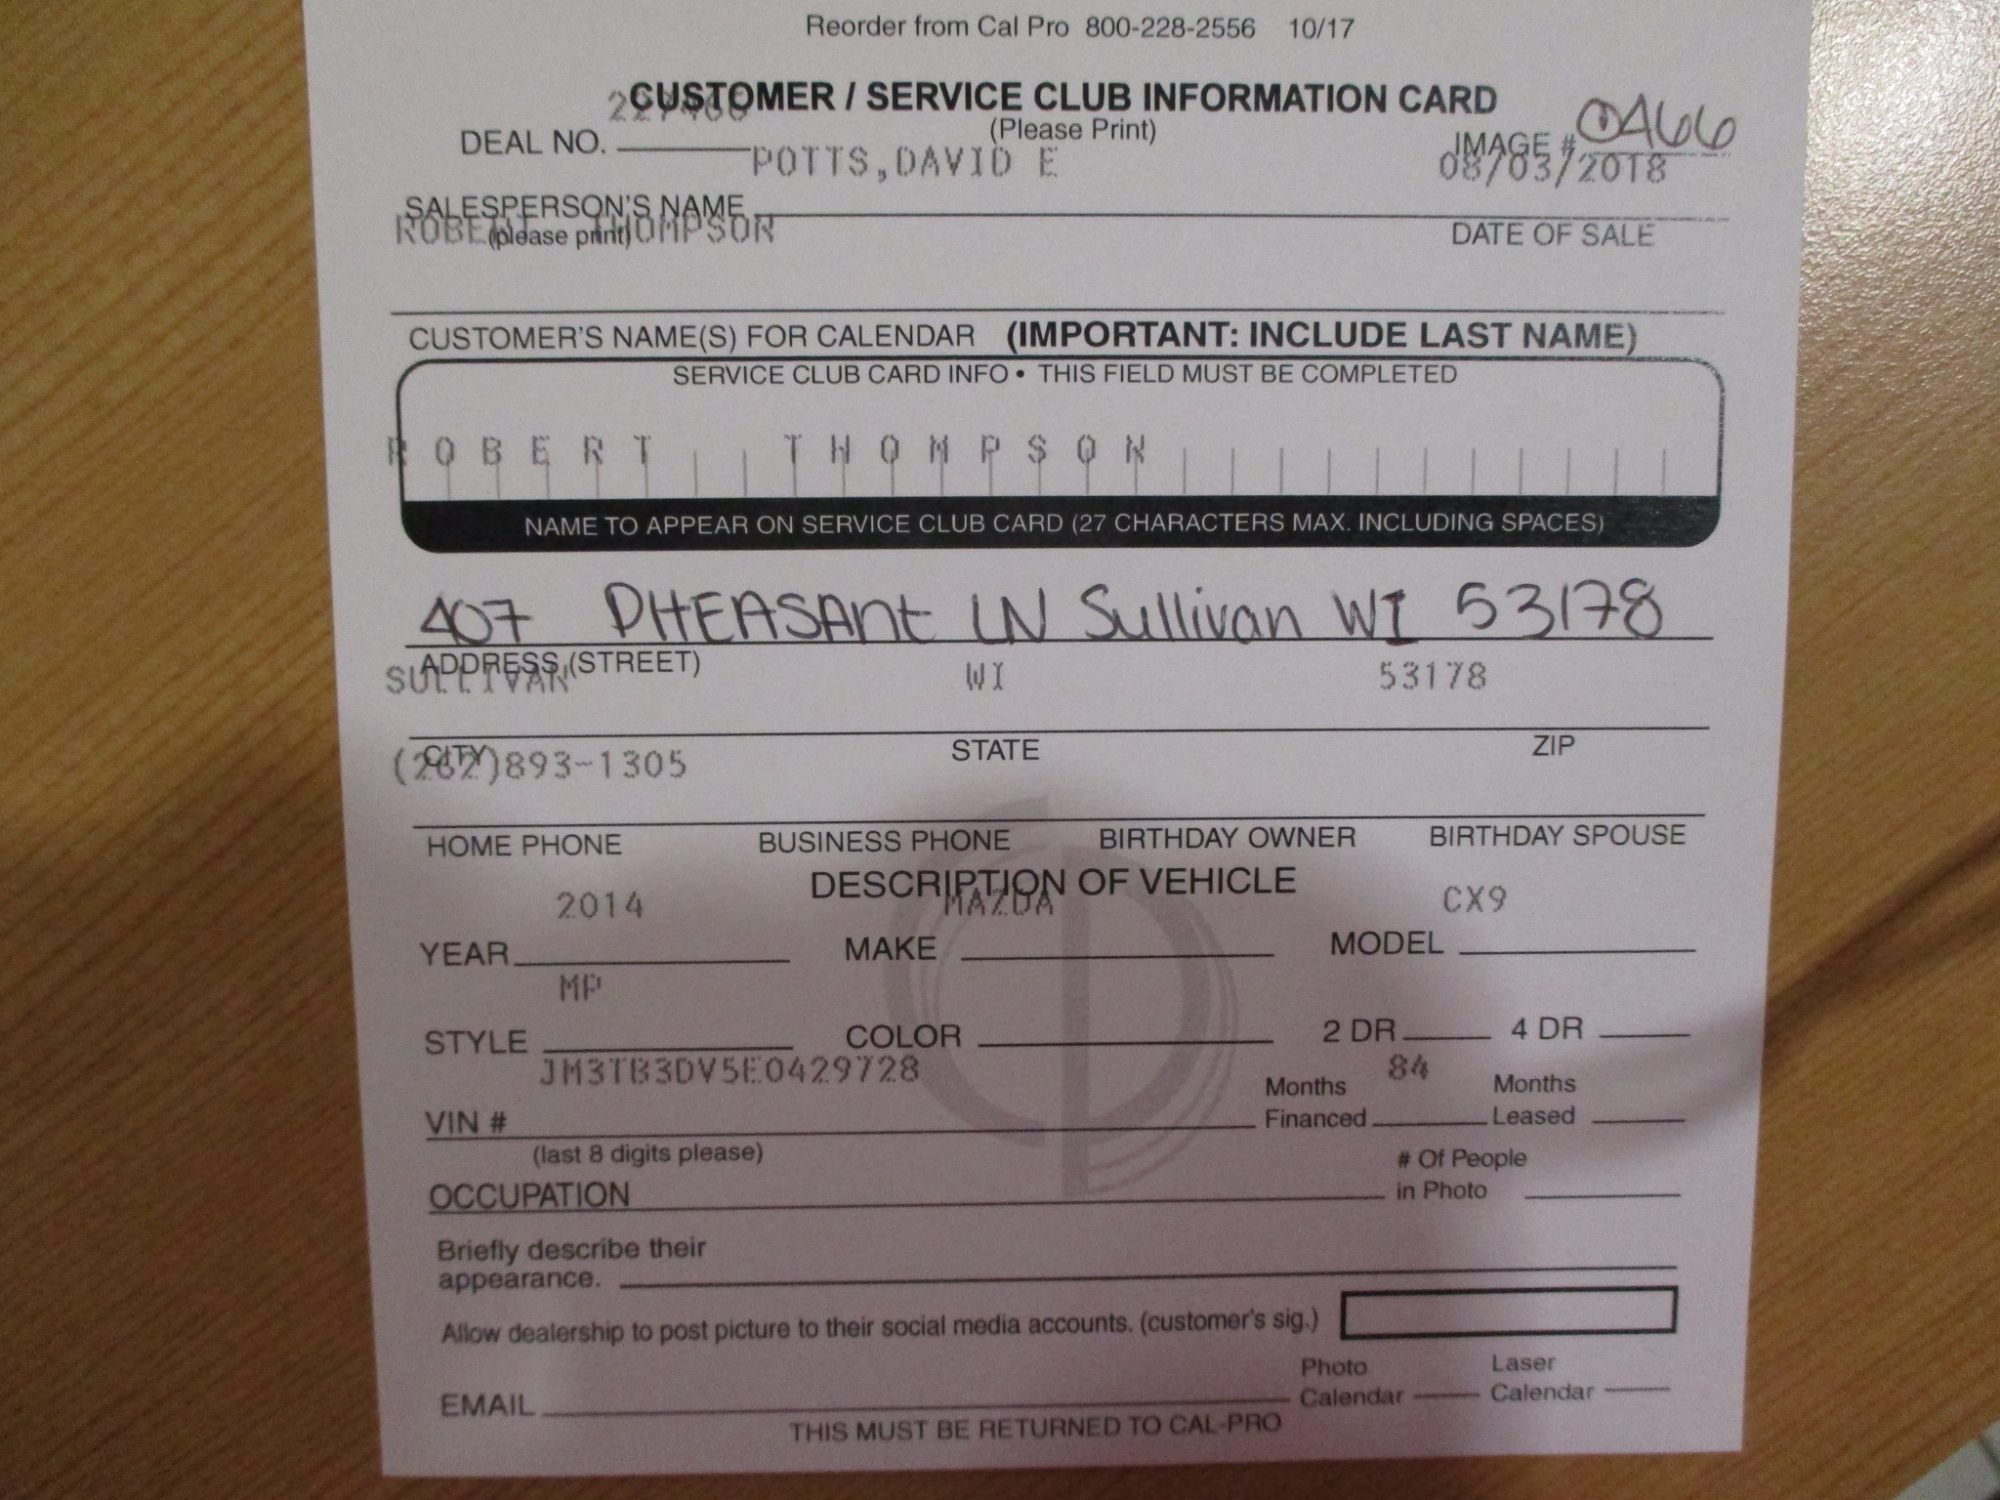 Reorder from Cal Pro 800-228-2556 10/17
CUSTOMER / SERVICE CLUB INFORMATION CARD
(Please Print)
DEAL NO.
IMAGE # 0466
POTTS,DAVID E 08/03/2018
SALESPERSON'S NAME
(please print)
ROBERT THOMPSON
DATE OF SALE
CUSTOMER'S NAME(S) FOR CALENDAR (IMPORTANT: INCLUDE LAST NAME)
SERVICE CLUB CARD INFO • THIS FIELD MUST BE COMPLETED
ROBERT THOMPSON
NAME TO APPEAR ON SERVICE CLUB CARD (27 CHARACTERS MAX. INCLUDING SPACES)
407 PHEASAnt LN Sullivan WI 53178
ADDRESS (STREET)
SULLIVAN WI 53178
CITY STATE ZIP
(262)893-1305
HOME PHONE BUSINESS PHONE BIRTHDAY OWNER BIRTHDAY SPOUSE
DESCRIPTION OF VEHICLE
2014 MAZDA CX9
YEAR MAKE MODEL
MP
STYLE COLOR 2 DR 4 DR
JM3TB3DV5E0429728 84
VIN # Months Financed Months Leased
(last 8 digits please)
OCCUPATION # Of People in Photo
Briefly describe their
appearance.
Allow dealership to post picture to their social media accounts. (customer's sig.)
EMAIL Photo Calendar Laser Calendar
THIS MUST BE RETURNED TO CAL-PRO